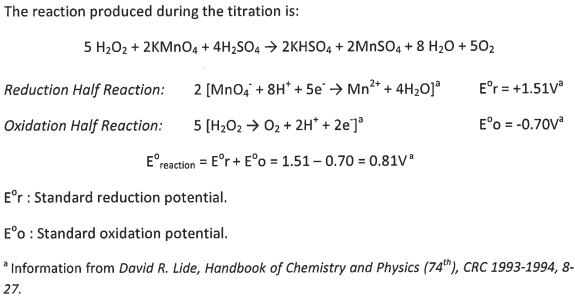 The reaction produced during the titration is:
5 H₂O₂ + 2KMnO₄ + 4H₂SO₄ → 2KHSO₄ + 2MnSO₄ + 8 H₂O + 5O₂
Reduction Half Reaction: 2 [MnO₄⁻ + 8H⁺ + 5e⁻ → Mn²⁺ + 4H₂O]ᵃ E°r = +1.51Vᵃ
Oxidation Half Reaction: 5 [H₂O₂ → O₂ + 2H⁺ + 2e⁻]ᵃ E°o = -0.70Vᵃ
E°reaction = E°r + E°o = 1.51 – 0.70 = 0.81V ᵃ
E°r : Standard reduction potential.
E°o : Standard oxidation potential.
ᵃ Information from David R. Lide, Handbook of Chemistry and Physics (74ᵗʰ), CRC 1993-1994, 8-
27.